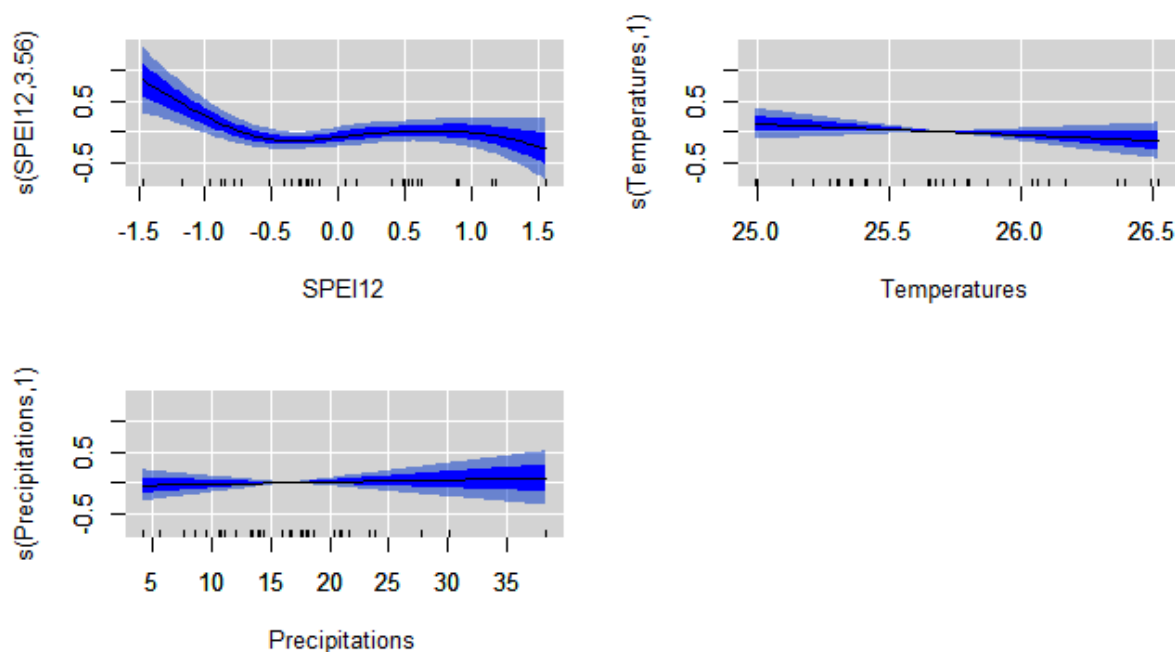 s(SPEI12,3.56)
0.5
-0.5
-1.5 -1.0 -0.5 0.0 0.5 1.0 1.5
SPEI12
s(Temperatures,1)
0.5
-0.5
25.0 25.5 26.0 26.5
Temperatures
s(Precipitations,1)
0.5
-0.5
5 10 15 20 25 30 35
Precipitations